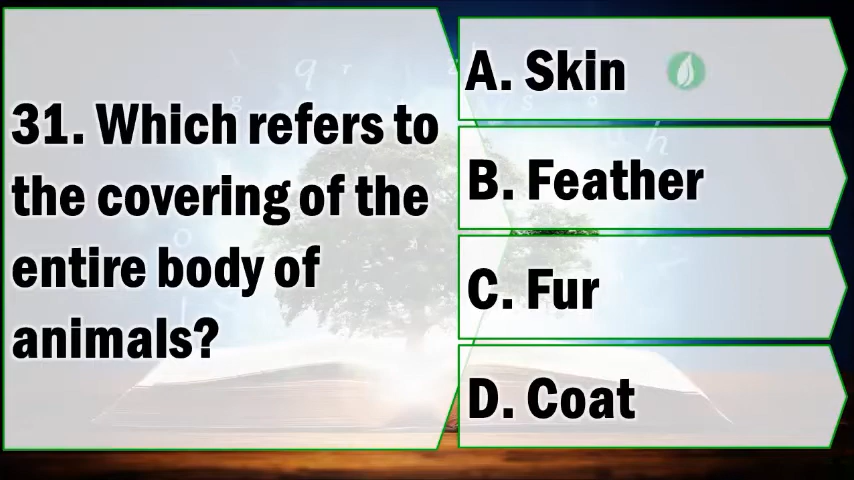 31. Which refers to
the covering of the
entire body of
animals?
A. Skin
B. Feather
C. Fur
D. Coat